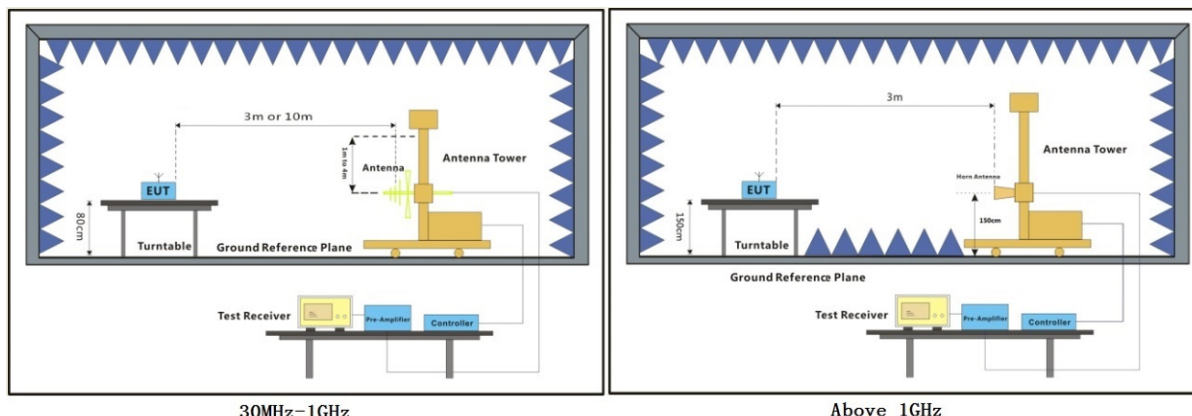 3m or 10m
1m to 4m
Antenna
Antenna Tower
EUT
80cm
Turntable
Ground Reference Plane
Test Receiver
Pre-Amplifier
Controller
30MHz-1GHz
3m
Horn Antenna
Antenna Tower
EUT
150cm
150cm
Turntable
Ground Reference Plane
Test Receiver
Pre-Amplifier
Controller
Above 1GHz